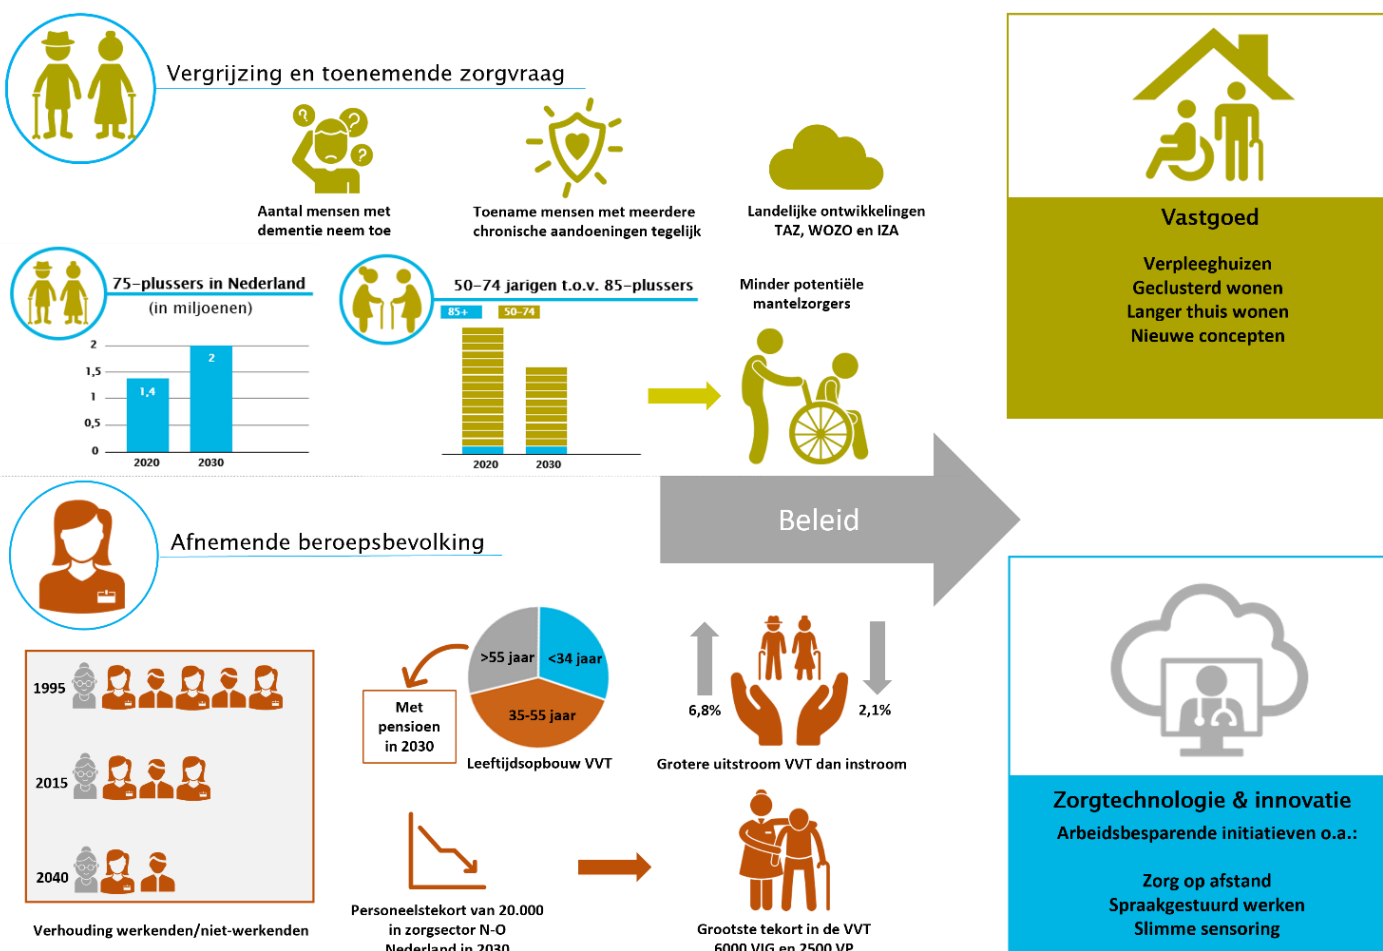 Vergrijzing en toenemende zorgvraag
? ? ?
Aantal mensen met
dementie neem toe
Toename mensen met meerdere
chronische aandoeningen tegelijk
Landelijke ontwikkelingen
TAZ, WOZO en IZA
75-plussers in Nederland
(in miljoenen)
2
1,5
1
0,5
0
1,4
2
2020
2030
50-74 jarigen t.o.v. 85-plussers
85+
50-74
2020
2030
Minder potentiële
mantelzorgers
Vastgoed
Verpleeghuizen
Geclusterd wonen
Langer thuis wonen
Nieuwe concepten
Beleid
Afnemende beroepsbevolking
1995
2015
2040
Verhouding werkenden/niet-werkenden
>55 jaar
<34 jaar
35-55 jaar
Met
pensioen
in 2030
Leeftijdsopbouw VVT
6,8%
2,1%
Grotere uitstroom VVT dan instroom
Personeelstekort van 20.000
in zorgsector N-O
Nederland in 2030
Grootste tekort in de VVT
6000 VIG en 2500 VP
Zorgtechnologie & innovatie
Arbeidsbesparende initiatieven o.a.:
Zorg op afstand
Spraakgestuurd werken
Slimme sensoring